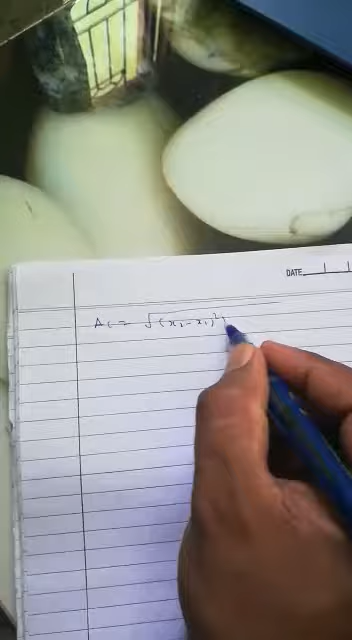 DATE
AC = √(x₂-x₁)²+